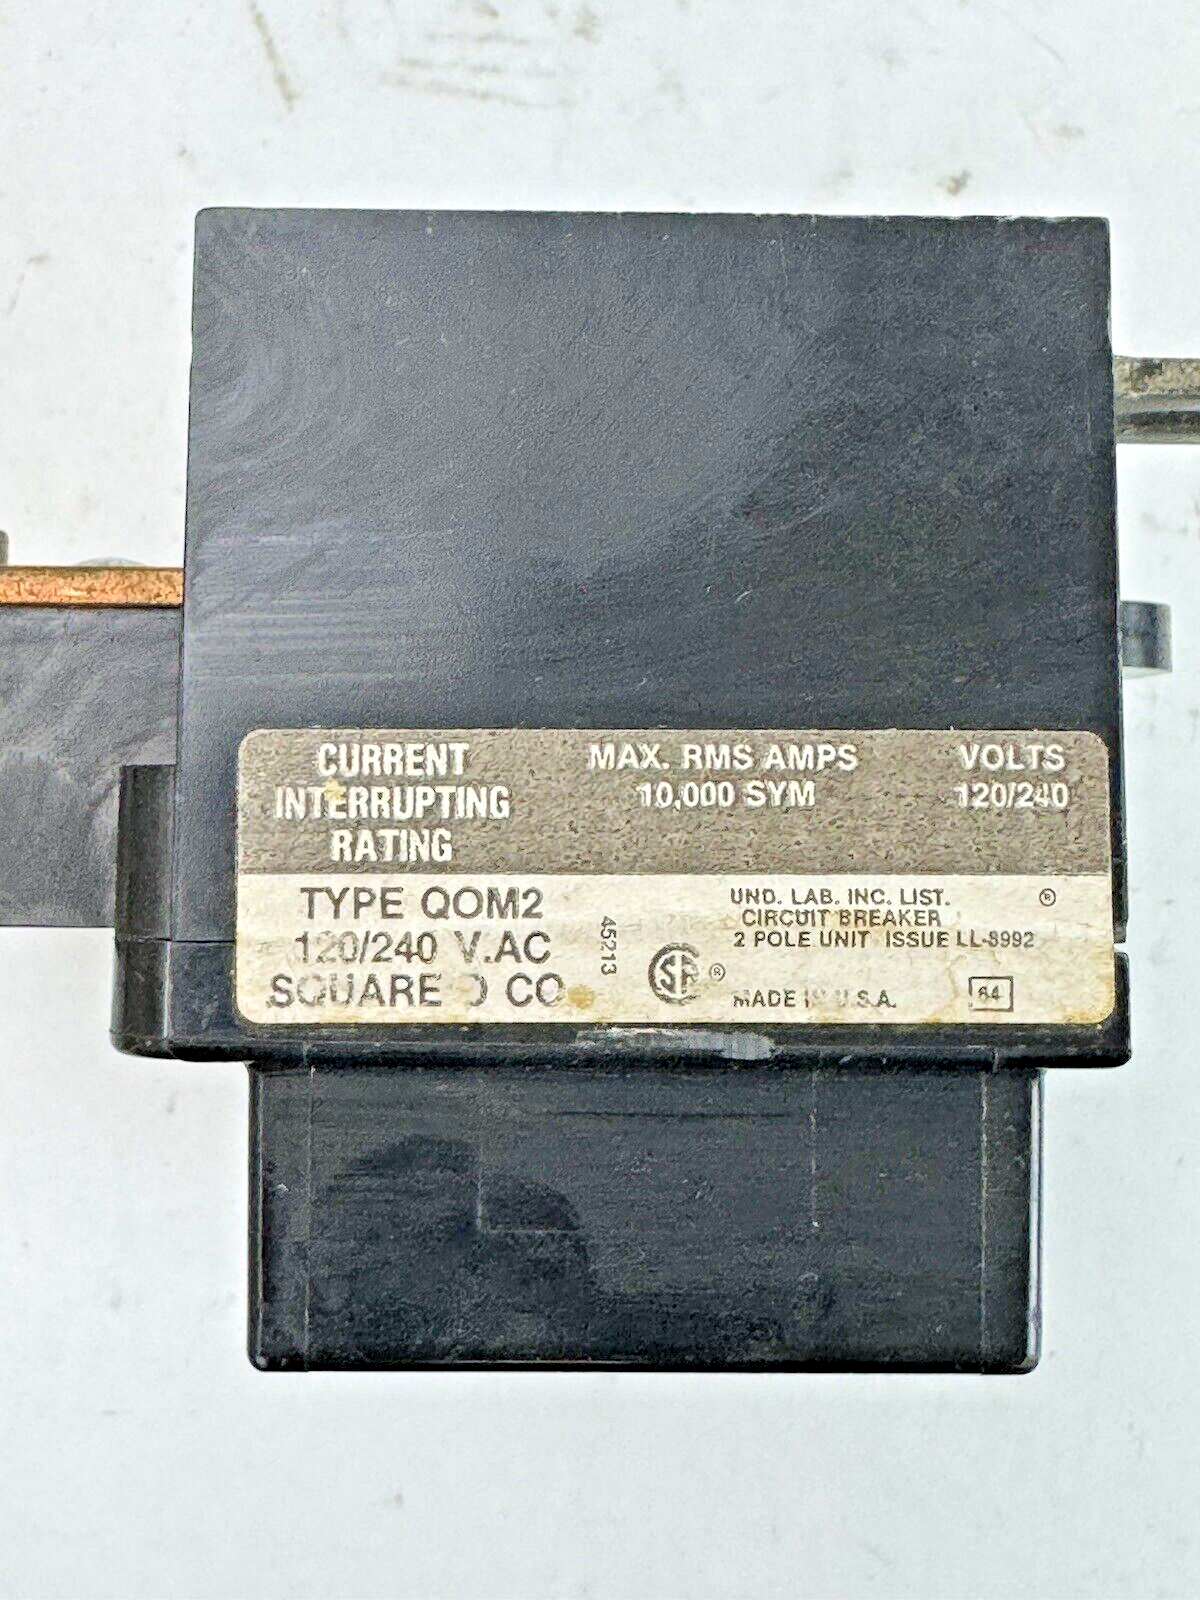 CURRENT
INTERRUPTING
RATING
MAX. RMS AMPS
10,000 SYM
VOLTS
120/240
TYPE QOM2
120/240 V.AC
SQUARE D CO.
45213
UND. LAB. INC. LIST. ®
CIRCUIT BREAKER
2 POLE UNIT ISSUE LL-8992
SA ®
MADE IN U.S.A.
64